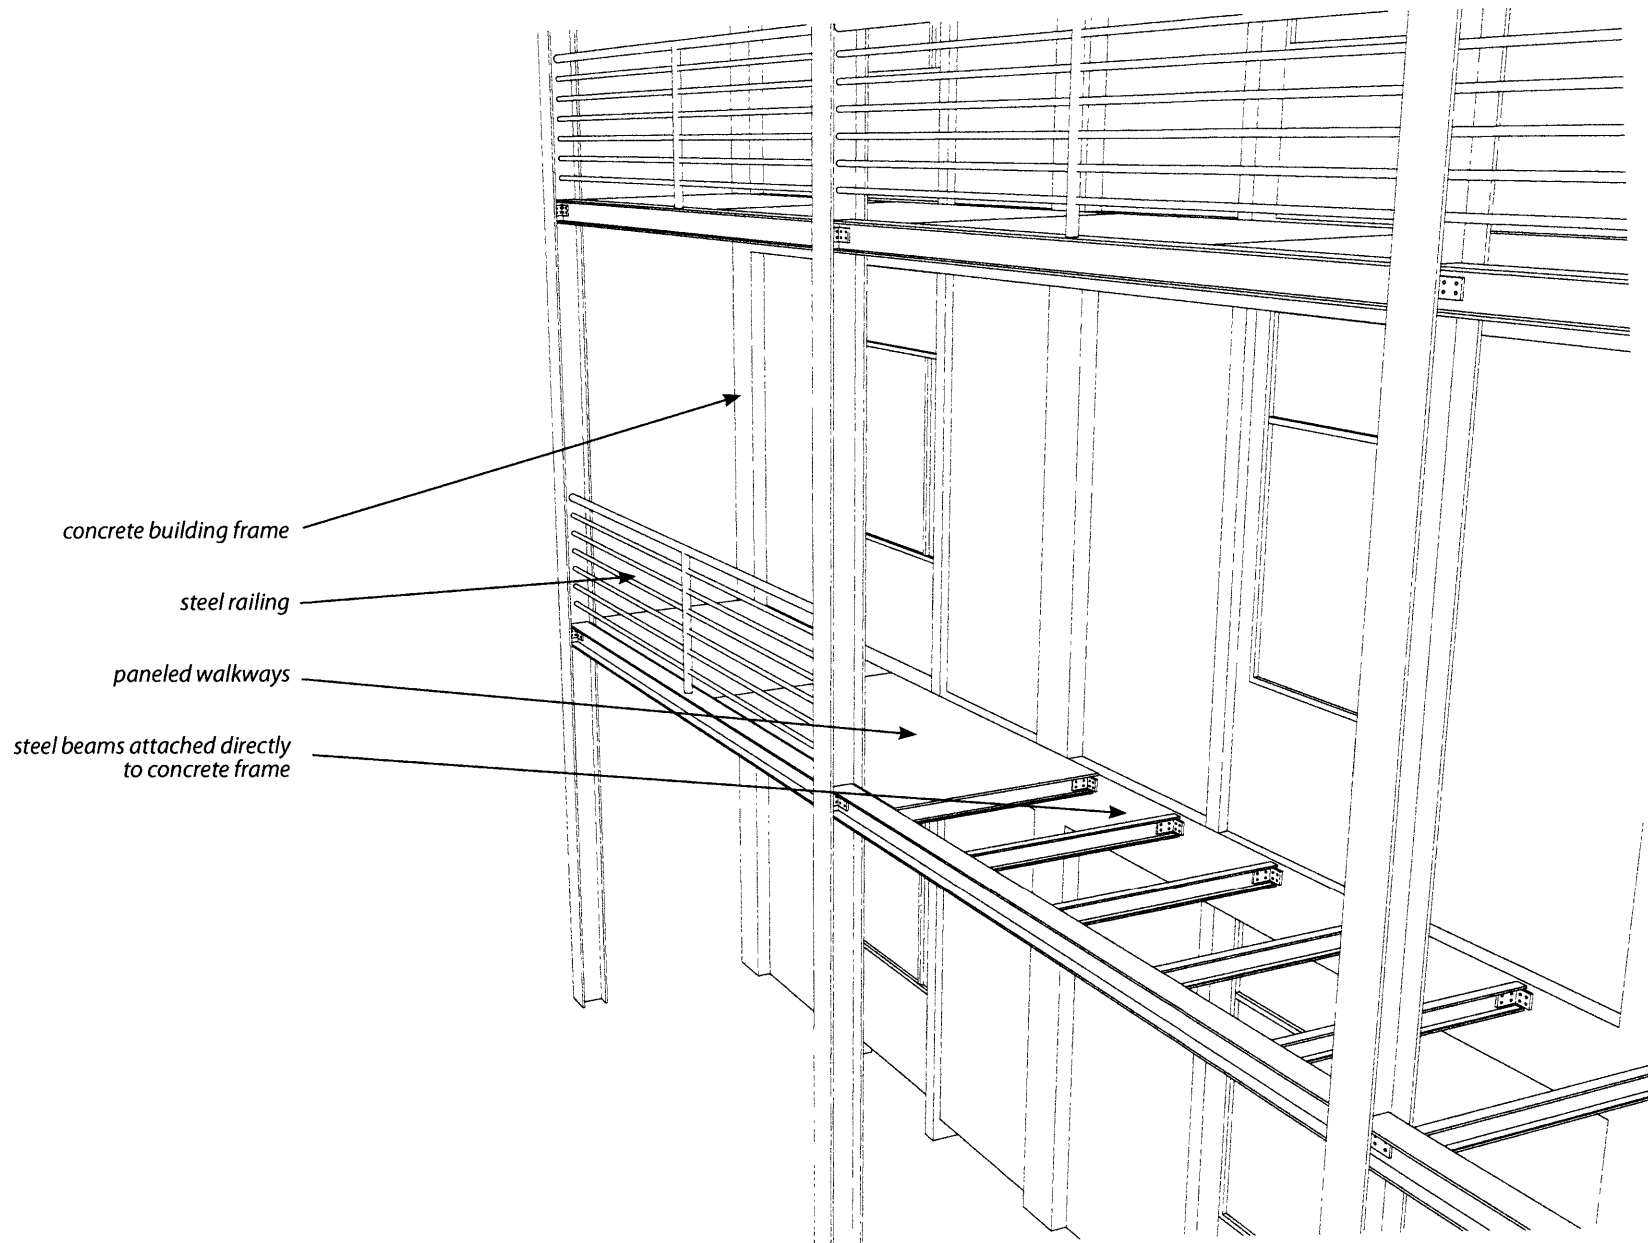 concrete building frame
steel railing
paneled walkways
steel beams attached directly
to concrete frame